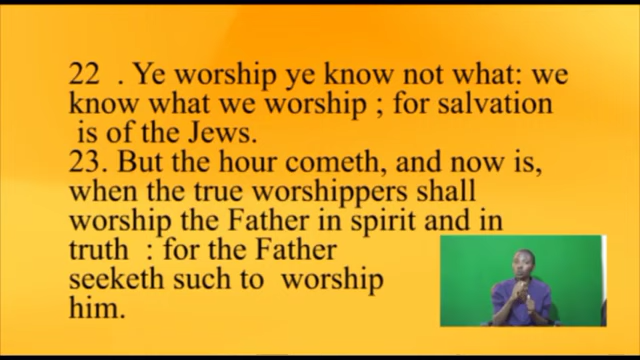 22  . Ye worship ye know not what: we
know what we worship ; for salvation
is of the Jews.
23. But the hour cometh, and now is,
when the true worshippers shall
worship the Father in spirit and in
truth  : for the Father
seeketh such to  worship
him.